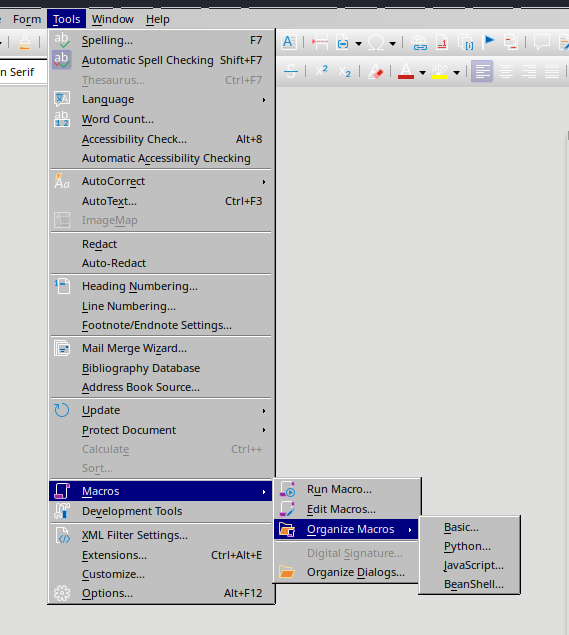 Form Tools Window Help
n Serif
Spelling... F7
Automatic Spell Checking Shift+F7
Thesaurus... Ctrl+F7
Language
Word Count...
Accessibility Check... Alt+8
Automatic Accessibility Checking
AutoCorrect
AutoText... Ctrl+F3
ImageMap
Redact
Auto-Redact
Heading Numbering...
Line Numbering...
Footnote/Endnote Settings...
Mail Merge Wizard...
Bibliography Database
Address Book Source...
Update
Protect Document
Calculate Ctrl++
Sort...
Macros
Development Tools
XML Filter Settings...
Extensions... Ctrl+Alt+E
Customize...
Options... Alt+F12
Run Macro...
Edit Macros...
Organize Macros
Digital Signature...
Organize Dialogs...
Basic...
Python...
JavaScript...
BeanShell...